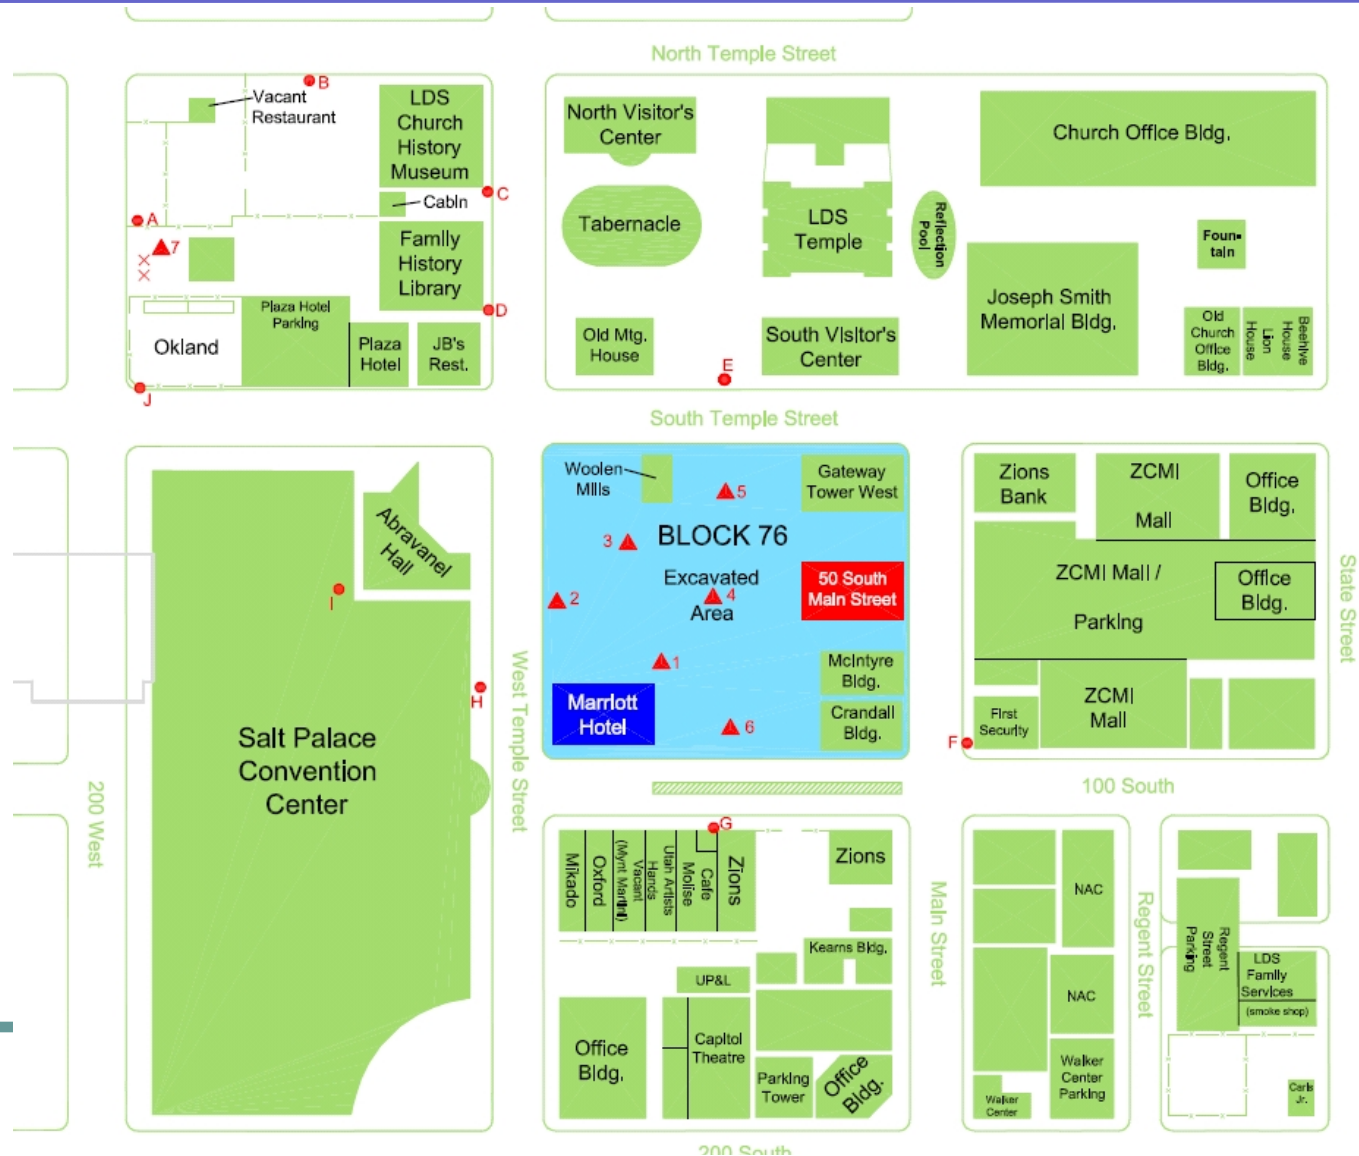 North Temple Street
B
Vacant
Restaurant
LDS
Church
History
Museum
C
Cabin
A
7
Family
History
Library
D
Plaza Hotel
Parking
Okland
Plaza
Hotel
JB's
Rest.
J
North Visitor's
Center
Tabernacle
LDS
Temple
Reflection
Pool
Church Office Bldg.
Foun-
tain
Joseph Smith
Memorial Bldg.
Old Mtg.
House
South Visitor's
Center
E
Old
Church
Office
Bldg.
Lion
House
Beehive
House
South Temple Street
Abravanel
Hall
I
H
Salt Palace
Convention
Center
200 West
West Temple Street
Woolen
Mills
5
Gateway
Tower West
BLOCK 76
3
Excavated
Area
4
2
50 South
Main Street
1
McIntyre
Bldg.
Marriott
Hotel
6
Crandall
Bldg.
Zions
Bank
ZCMI
Mall
Office
Bldg.
ZCMI Mall /
Parking
Office
Bldg.
State Street
First
Security
ZCMI
Mall
F
100 South
G
Mikado
Oxford
(Mynt Martini)
Vacant
Hands
Utah Artists
Molise
Cafe
Zions
Zions
Kearns Bldg.
UP&L
Office
Bldg.
Capitol
Theatre
Parking
Tower
Office
Bldg.
Main Street
NAC
NAC
Walker
Center
Parking
Walker
Center
Regent Street
Regent
Street
Parking
LDS
Family
Services
(smoke shop)
Carls
Jr.
200 South